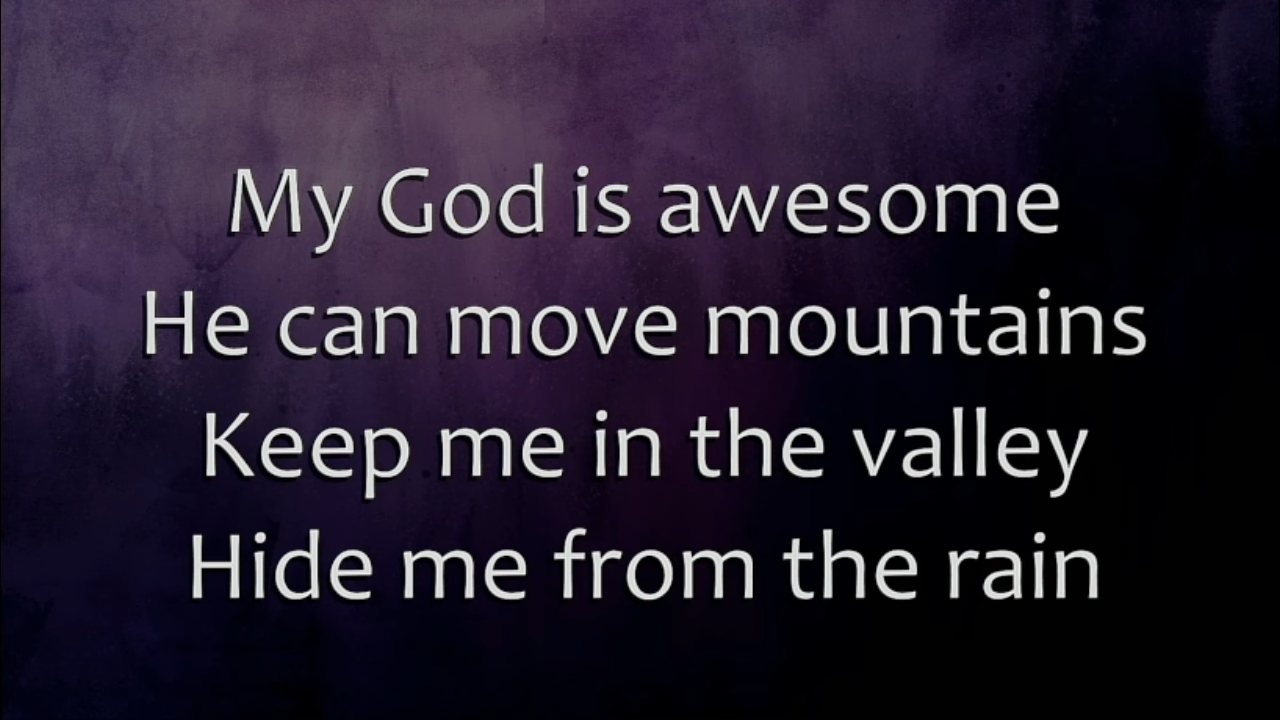 My God is awesome
He can move mountains
Keep me in the valley
Hide me from the rain